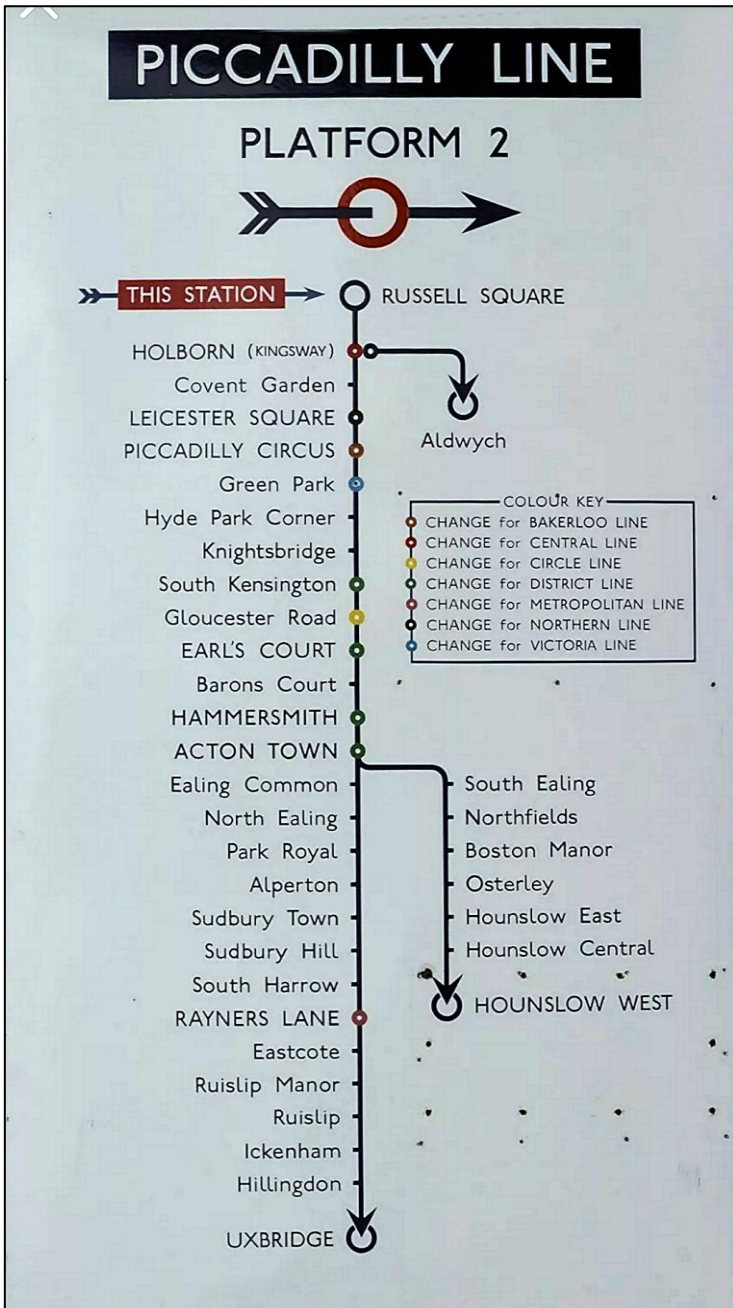 PICCADILLY LINE
PLATFORM 2
THIS STATION
RUSSELL SQUARE
HOLBORN (KINGSWAY)
Covent Garden
Aldwych
LEICESTER SQUARE
PICCADILLY CIRCUS
Green Park
Hyde Park Corner
Knightsbridge
South Kensington
Gloucester Road
EARL'S COURT
Barons Court
HAMMERSMITH
ACTON TOWN
COLOUR KEY
CHANGE for BAKERLOO LINE
CHANGE for CENTRAL LINE
CHANGE for CIRCLE LINE
CHANGE for DISTRICT LINE
CHANGE for METROPOLITAN LINE
CHANGE for NORTHERN LINE
CHANGE for VICTORIA LINE
Ealing Common
North Ealing
Park Royal
Alperton
Sudbury Town
Sudbury Hill
South Harrow
RAYNERS LANE
Eastcote
Ruislip Manor
Ruislip
Ickenham
Hillingdon
UXBRIDGE
South Ealing
Northfields
Boston Manor
Osterley
Hounslow East
Hounslow Central
HOUNSLOW WEST